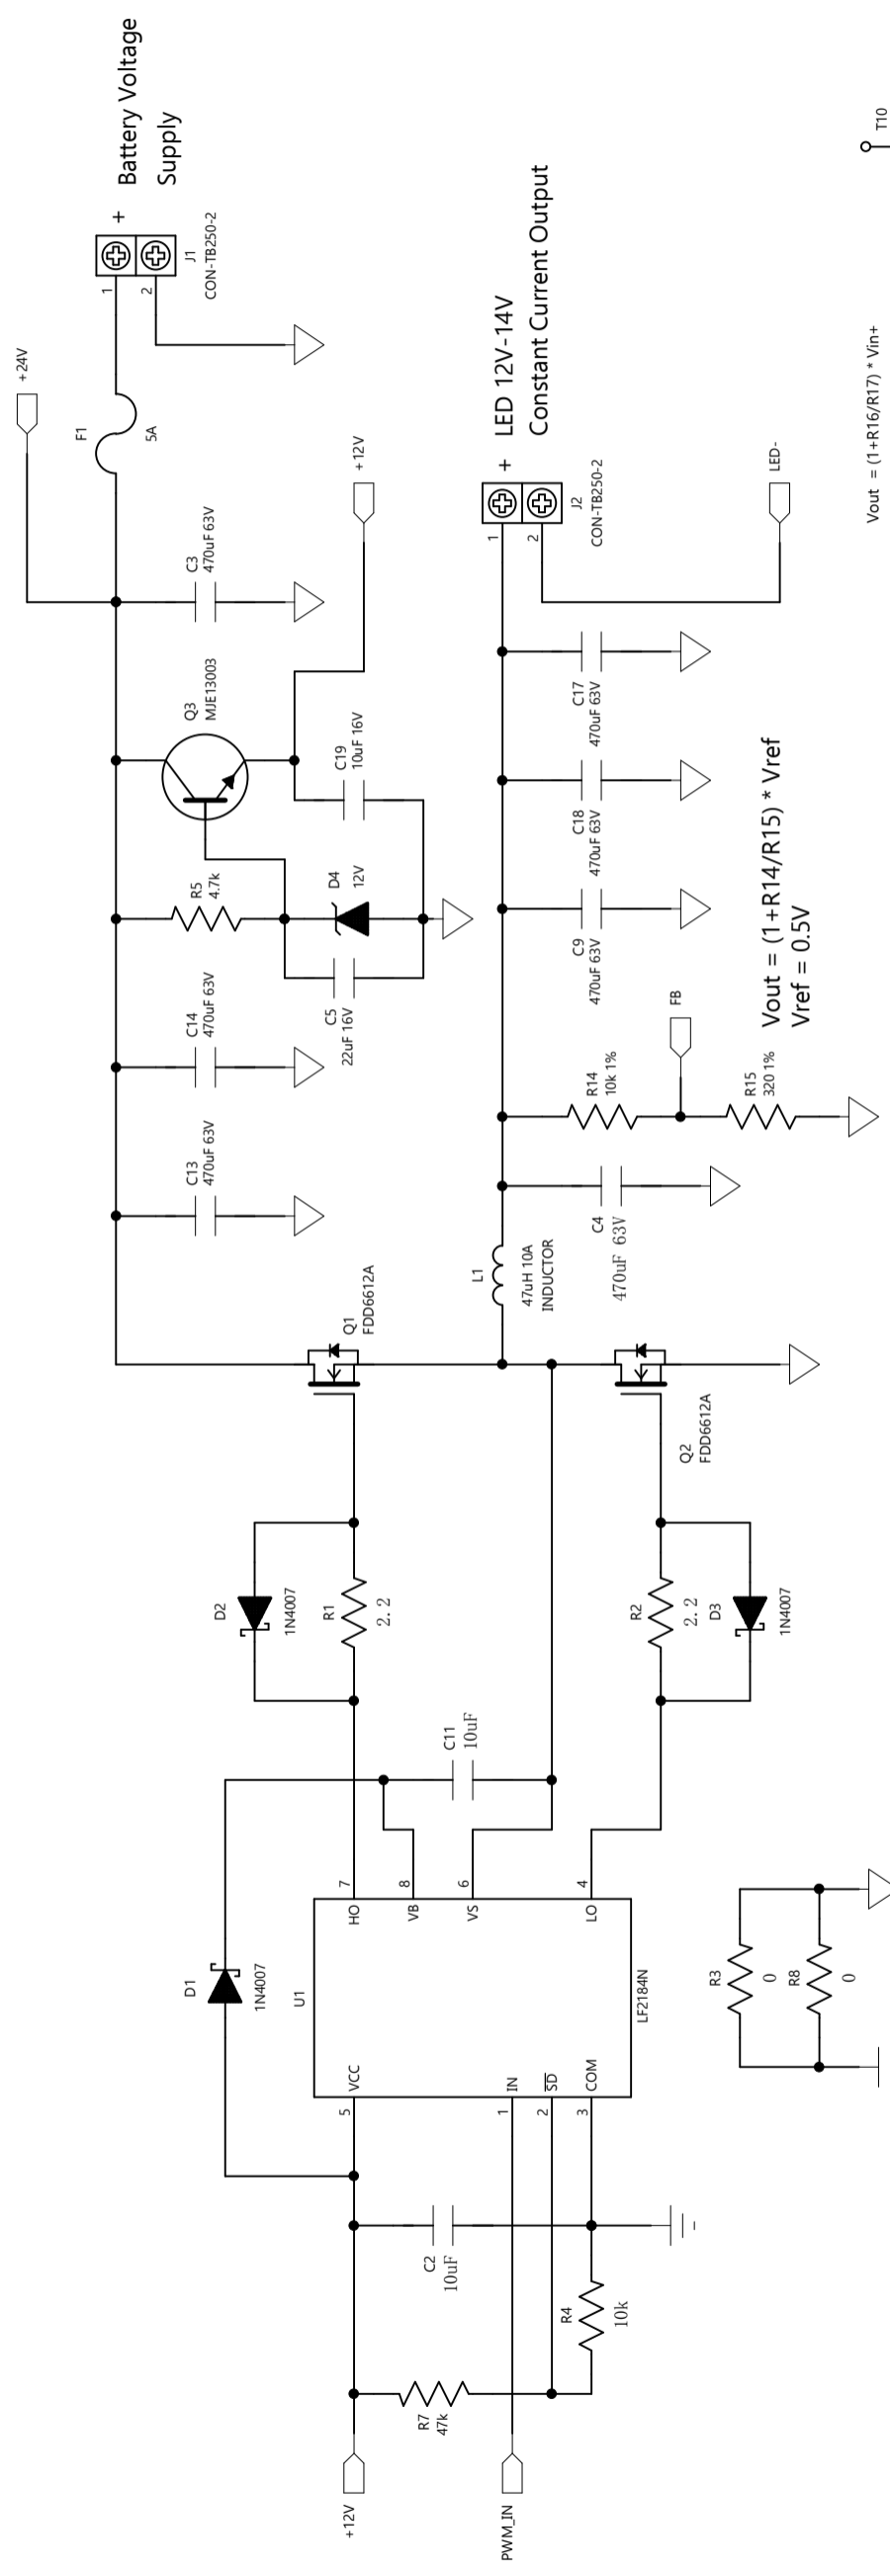 Battery Voltage
Supply
+24V
F1
5A
1
2
+
J1
CON-TB250-2
C13
470uF 63V
C14
470uF 63V
R5
4.7k
Q3
MJE13003
C3
470uF 63V
+12V
C5
22uF 16V
D4
12V
C19
10uF 16V
LED 12V-14V
Constant Current Output
+
1
2
J2
CON-TB250-2
LED-
Q1
FDD6612A
L1
47uH 10A
INDUCTOR
C4
470uF 63V
R14
10k 1%
FB
R15
320 1%
C9
470uF 63V
C18
470uF 63V
C17
470uF 63V
Vout = (1+R14/R15) * Vref
Vref = 0.5V
Q2
FDD6612A
D2
1N4007
R1
2.2
R2
2.2
D3
1N4007
C11
10uF
D1
1N4007
U1
LF2184N
VCC
IN
SD
COM
HO
VB
VS
LO
5
1
2
3
7
8
6
4
C2
10uF
R4
10k
R7
47k
+12V
PWM_IN
R3
0
R8
0
Vout = (1+R16/R17) * Vin+
T10